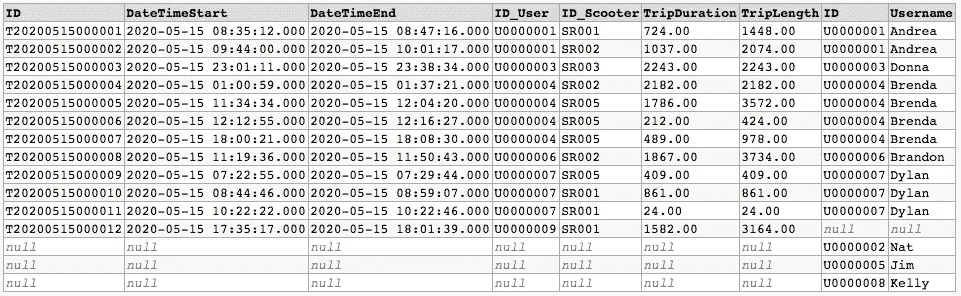 ID DateTimeStart DateTimeEnd ID_User ID_Scooter TripDuration TripLength ID Username
T20200515000001 2020-05-15 08:35:12.000 2020-05-15 08:47:16.000 U0000001 SR001 724.00 1448.00 U0000001 Andrea
T20200515000002 2020-05-15 09:44:00.000 2020-05-15 10:01:17.000 U0000001 SR002 1037.00 2074.00 U0000001 Andrea
T20200515000003 2020-05-15 23:01:11.000 2020-05-15 23:38:34.000 U0000003 SR003 2243.00 2243.00 U0000003 Donna
T20200515000004 2020-05-15 01:00:59.000 2020-05-15 01:37:21.000 U0000004 SR002 2182.00 2182.00 U0000004 Brenda
T20200515000005 2020-05-15 11:34:34.000 2020-05-15 12:04:20.000 U0000004 SR005 1786.00 3572.00 U0000004 Brenda
T20200515000006 2020-05-15 12:12:55.000 2020-05-15 12:16:27.000 U0000004 SR005 212.00 424.00 U0000004 Brenda
T20200515000007 2020-05-15 18:00:21.000 2020-05-15 18:08:30.000 U0000004 SR005 489.00 978.00 U0000004 Brenda
T20200515000008 2020-05-15 11:19:36.000 2020-05-15 11:50:43.000 U0000006 SR002 1867.00 3734.00 U0000006 Brandon
T20200515000009 2020-05-15 07:22:55.000 2020-05-15 07:29:44.000 U0000007 SR005 409.00 409.00 U0000007 Dylan
T20200515000010 2020-05-15 08:44:46.000 2020-05-15 08:59:07.000 U0000007 SR001 861.00 861.00 U0000007 Dylan
T20200515000011 2020-05-15 10:22:22.000 2020-05-15 10:22:46.000 U0000007 SR001 24.00 24.00 U0000007 Dylan
T20200515000012 2020-05-15 17:35:17.000 2020-05-15 18:01:39.000 U0000009 SR001 1582.00 3164.00 null null
null null null null null null null U0000002 Nat
null null null null null null null U0000005 Jim
null null null null null null null U0000008 Kelly